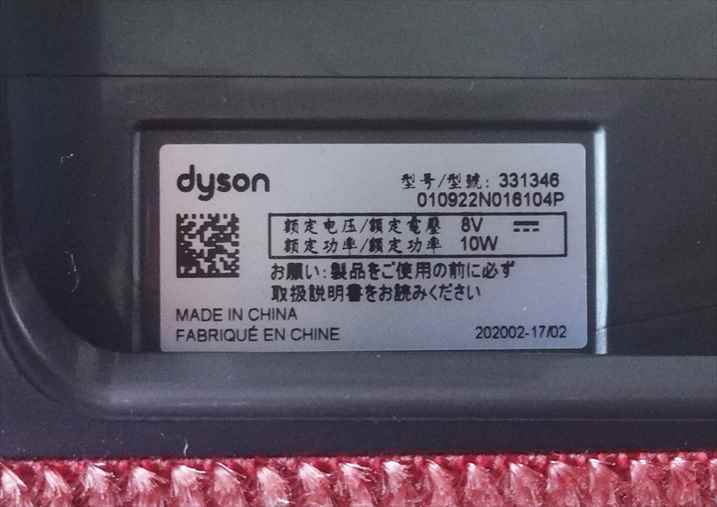 dyson
型号/型號: 331346
010922N016104P
额定电压/額定電壓 8V
额定功率/額定功率 10W
お願い:製品をご使用の前に必ず
取扱説明書をお読みください
MADE IN CHINA
FABRIQUÉ EN CHINE
202002-17/02